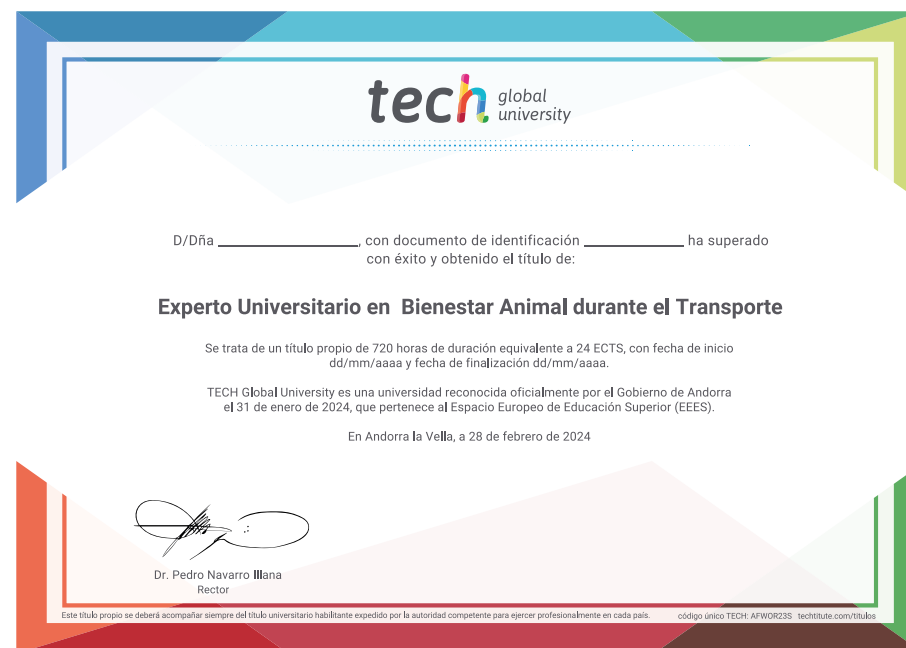 tech global university
D/Dña ____________________, con documento de identificación ______________ ha superado
con éxito y obtenido el título de:
Experto Universitario en Bienestar Animal durante el Transporte
Se trata de un título propio de 720 horas de duración equivalente a 24 ECTS, con fecha de inicio
dd/mm/aaaa y fecha de finalización dd/mm/aaaa.
TECH Global University es una universidad reconocida oficialmente por el Gobierno de Andorra
el 31 de enero de 2024, que pertenece al Espacio Europeo de Educación Superior (EEES).
En Andorra la Vella, a 28 de febrero de 2024
Dr. Pedro Navarro Illana
Rector
Este título propio se deberá acompañar siempre del título universitario habilitante expedido por la autoridad competente para ejercer profesionalmente en cada país. código único TECH: AFWOR23S techtitute.com/titulos